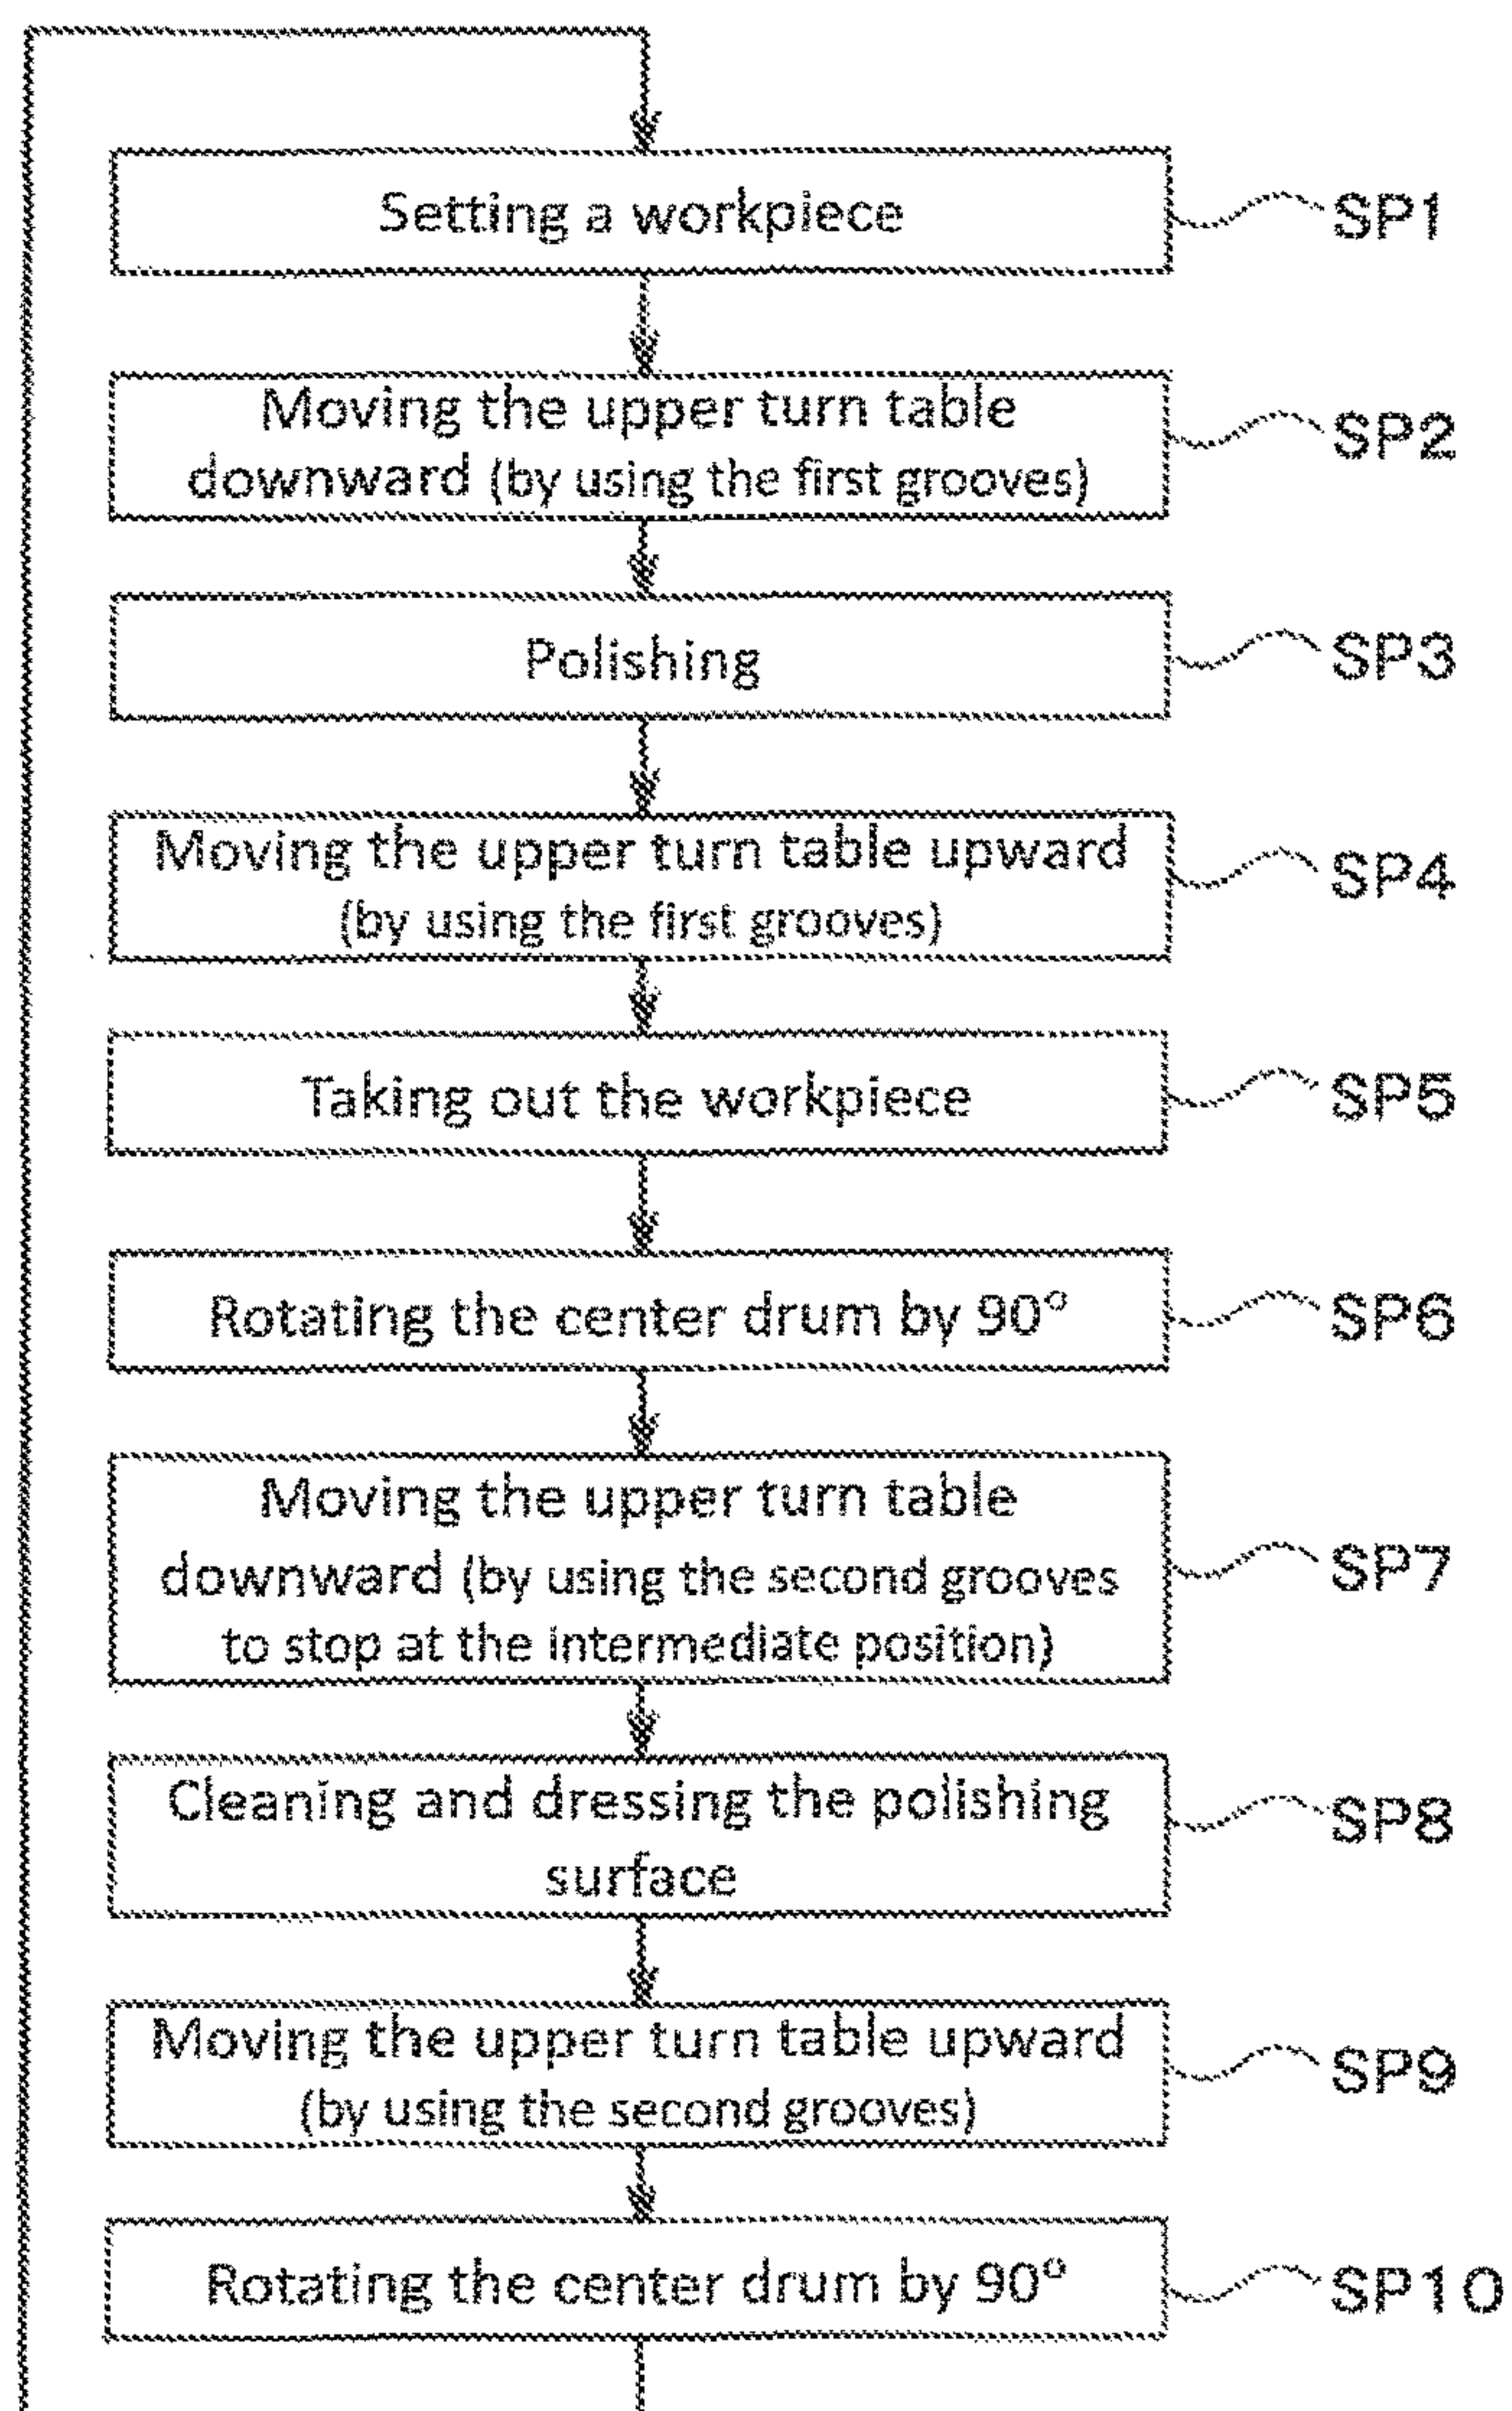 Setting a workpiece
SP1
Moving the upper turn table
downward (by using the first grooves)
SP2
Polishing
SP3
Moving the upper turn table upward
(by using the first grooves)
SP4
Taking out the workpiece
SP5
Rotating the center drum by 90°
SP6
Moving the upper turn table
downward (by using the second grooves
to stop at the intermediate position)
SP7
Cleaning and dressing the polishing
surface
SP8
Moving the upper turn table upward
(by using the second grooves)
SP9
Rotating the center drum by 90°
SP10